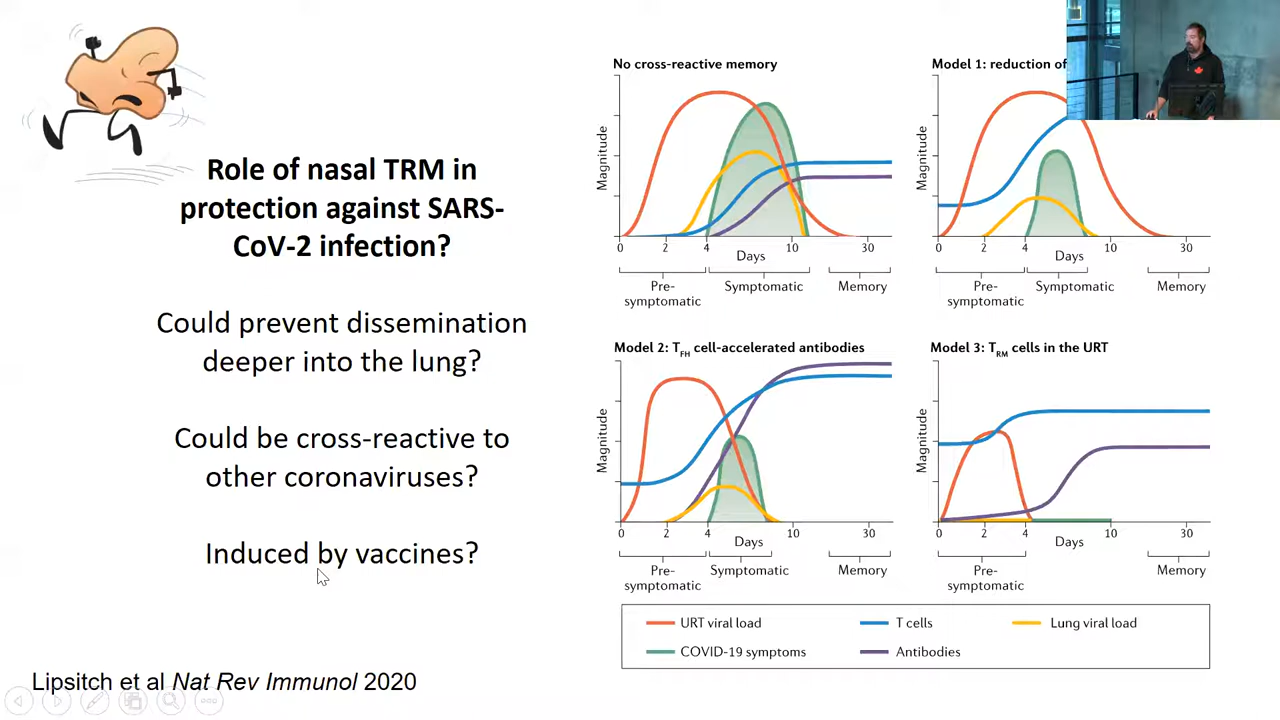 Role of nasal TRM in
protection against SARS-
CoV-2 infection?
Could prevent dissemination
deeper into the lung?
Could be cross-reactive to
other coronaviruses?
Induced by vaccines?
Lipsitch et al Nat Rev Immunol 2020
No cross-reactive memory
Magnitude
0 2 4 10 30
Days
Pre-
symptomatic
Symptomatic
Memory
Model 1: reduction of
Magnitude
0 2 4 10 30
Days
Pre-
symptomatic
Symptomatic
Memory
Model 2: TFH cell-accelerated antibodies
Magnitude
0 2 4 10 30
Days
Pre-
symptomatic
Symptomatic
Memory
Model 3: TRM cells in the URT
Magnitude
0 2 4 10 30
Days
Pre-
symptomatic
Memory
URT viral load
T cells
Lung viral load
COVID-19 symptoms
Antibodies